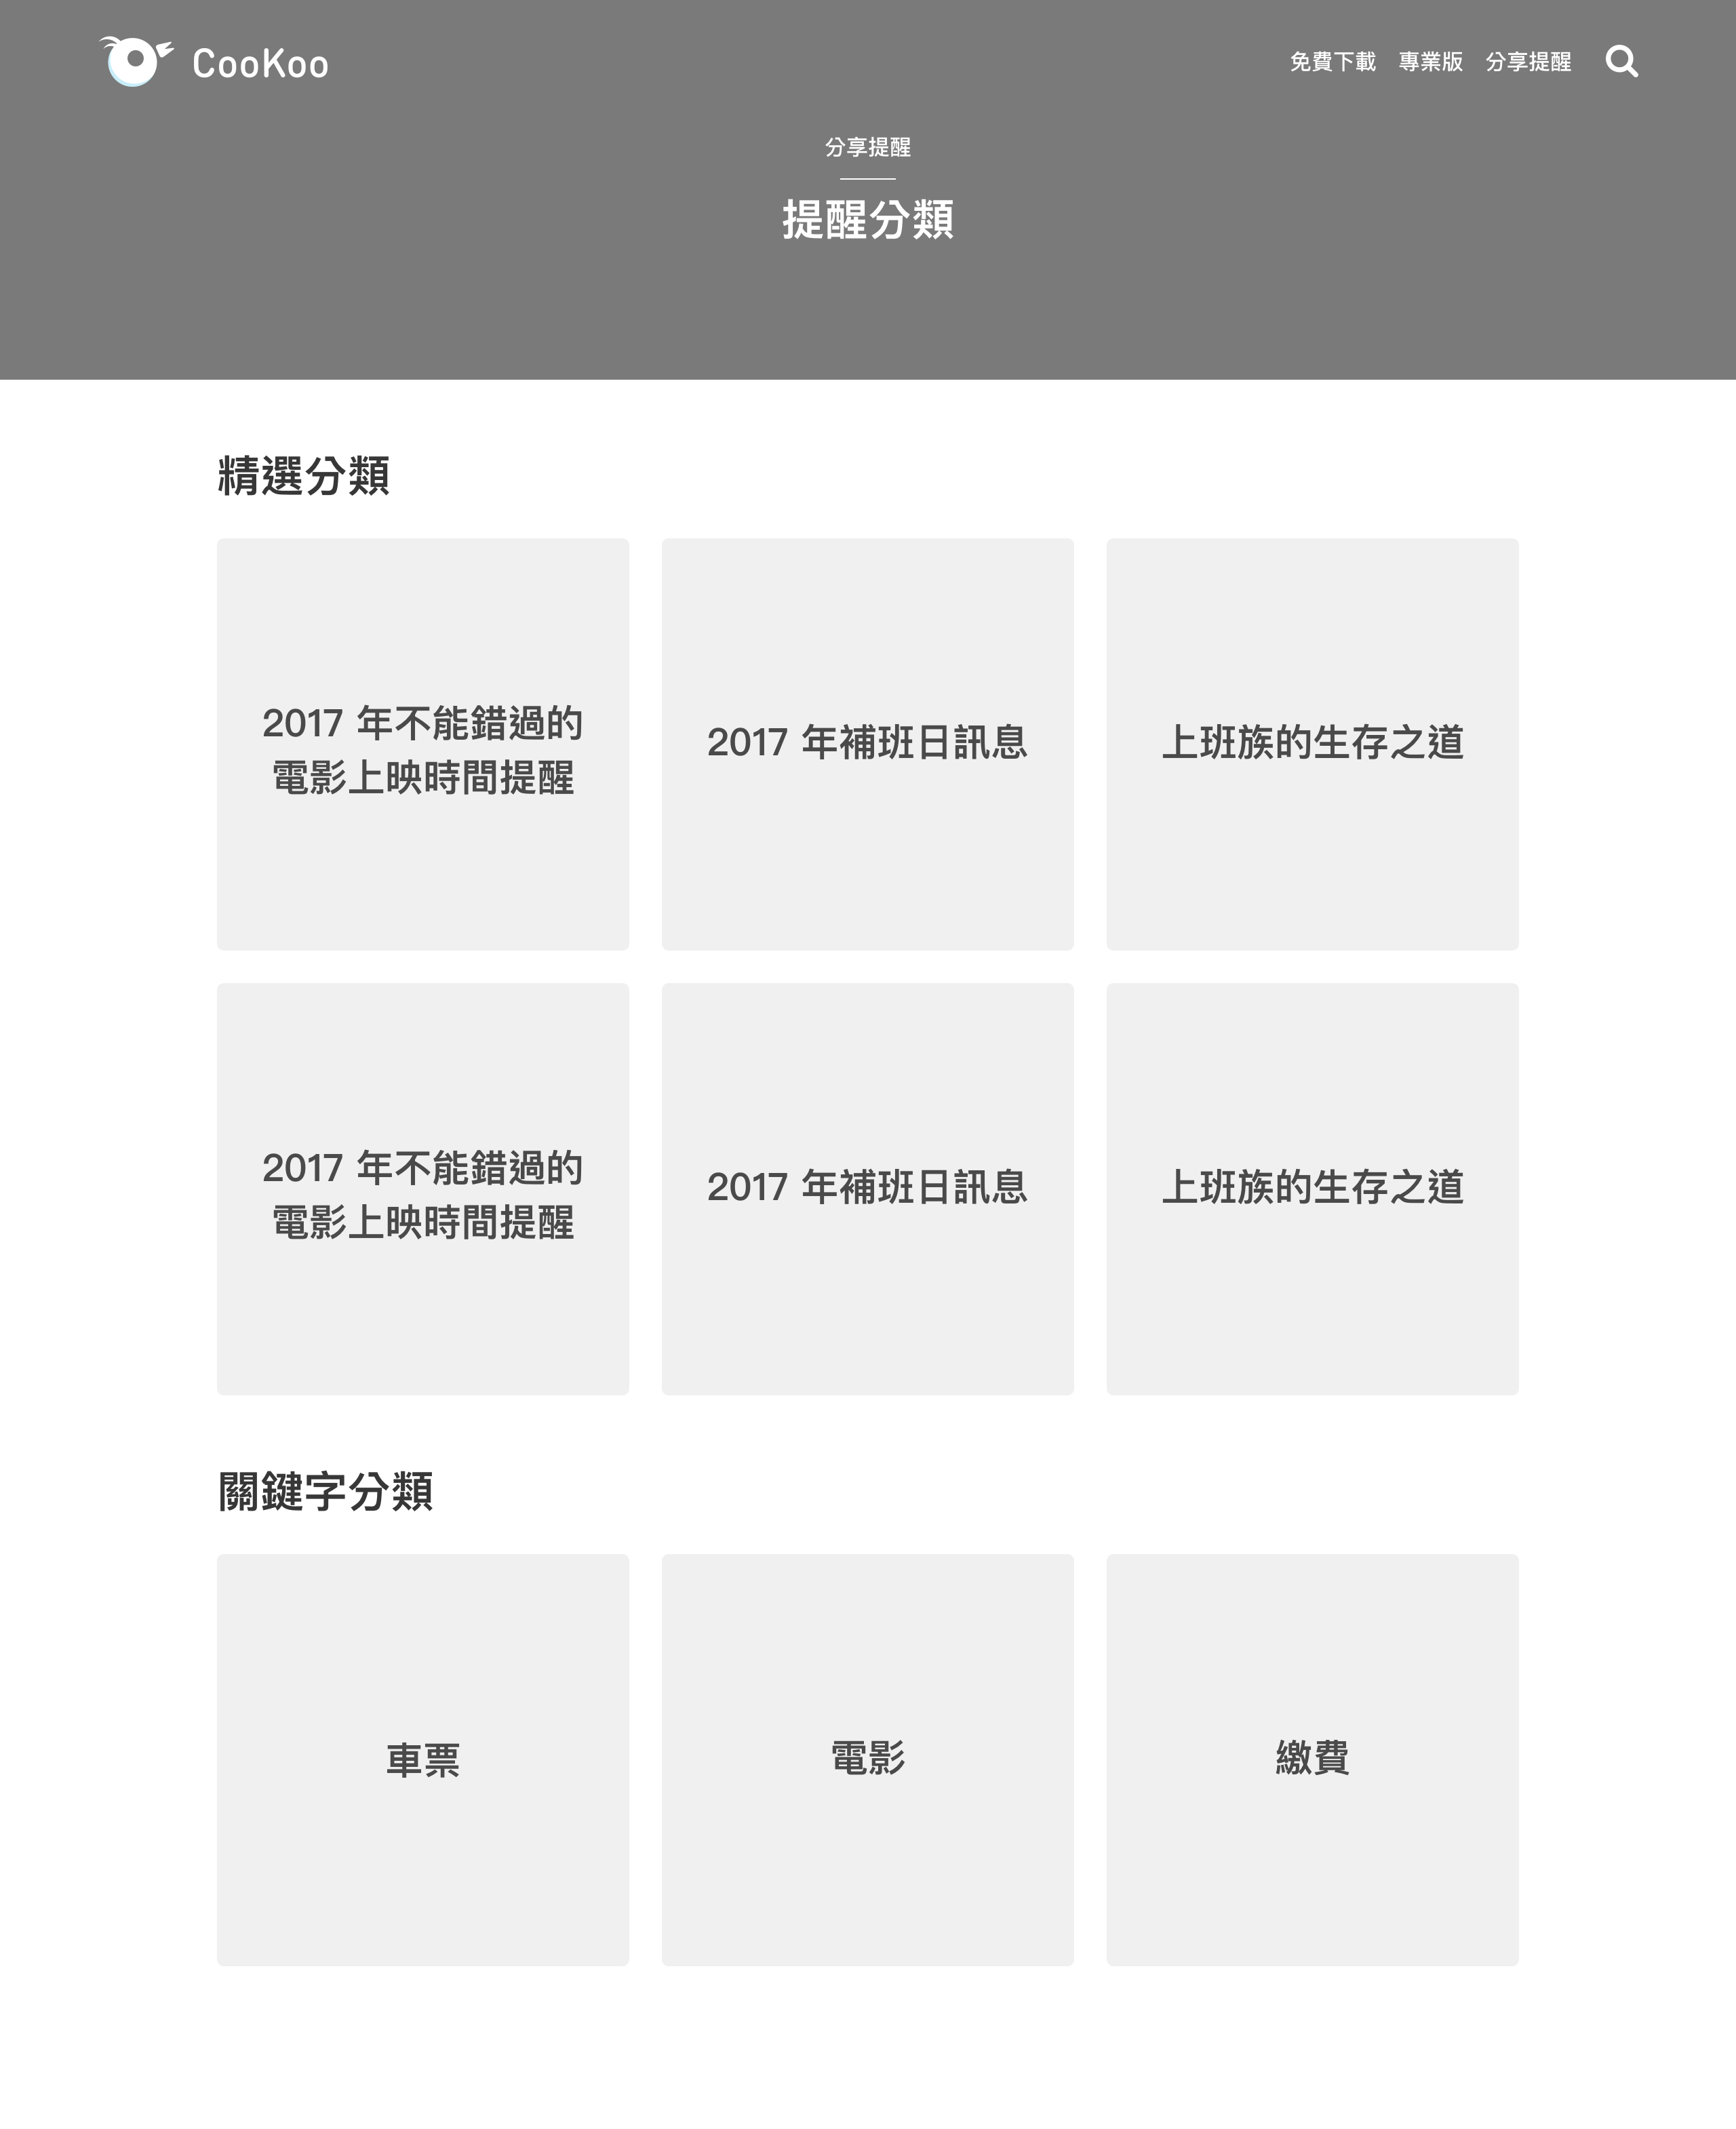 CooKoo
免費下載 專業版 分享提醒
分享提醒
提醒分類
精選分類
2017 年不能錯過的
電影上映時間提醒
2017 年補班日訊息
上班族的生存之道
2017 年不能錯過的
電影上映時間提醒
2017 年補班日訊息
上班族的生存之道
關鍵字分類
車票
電影
繳費